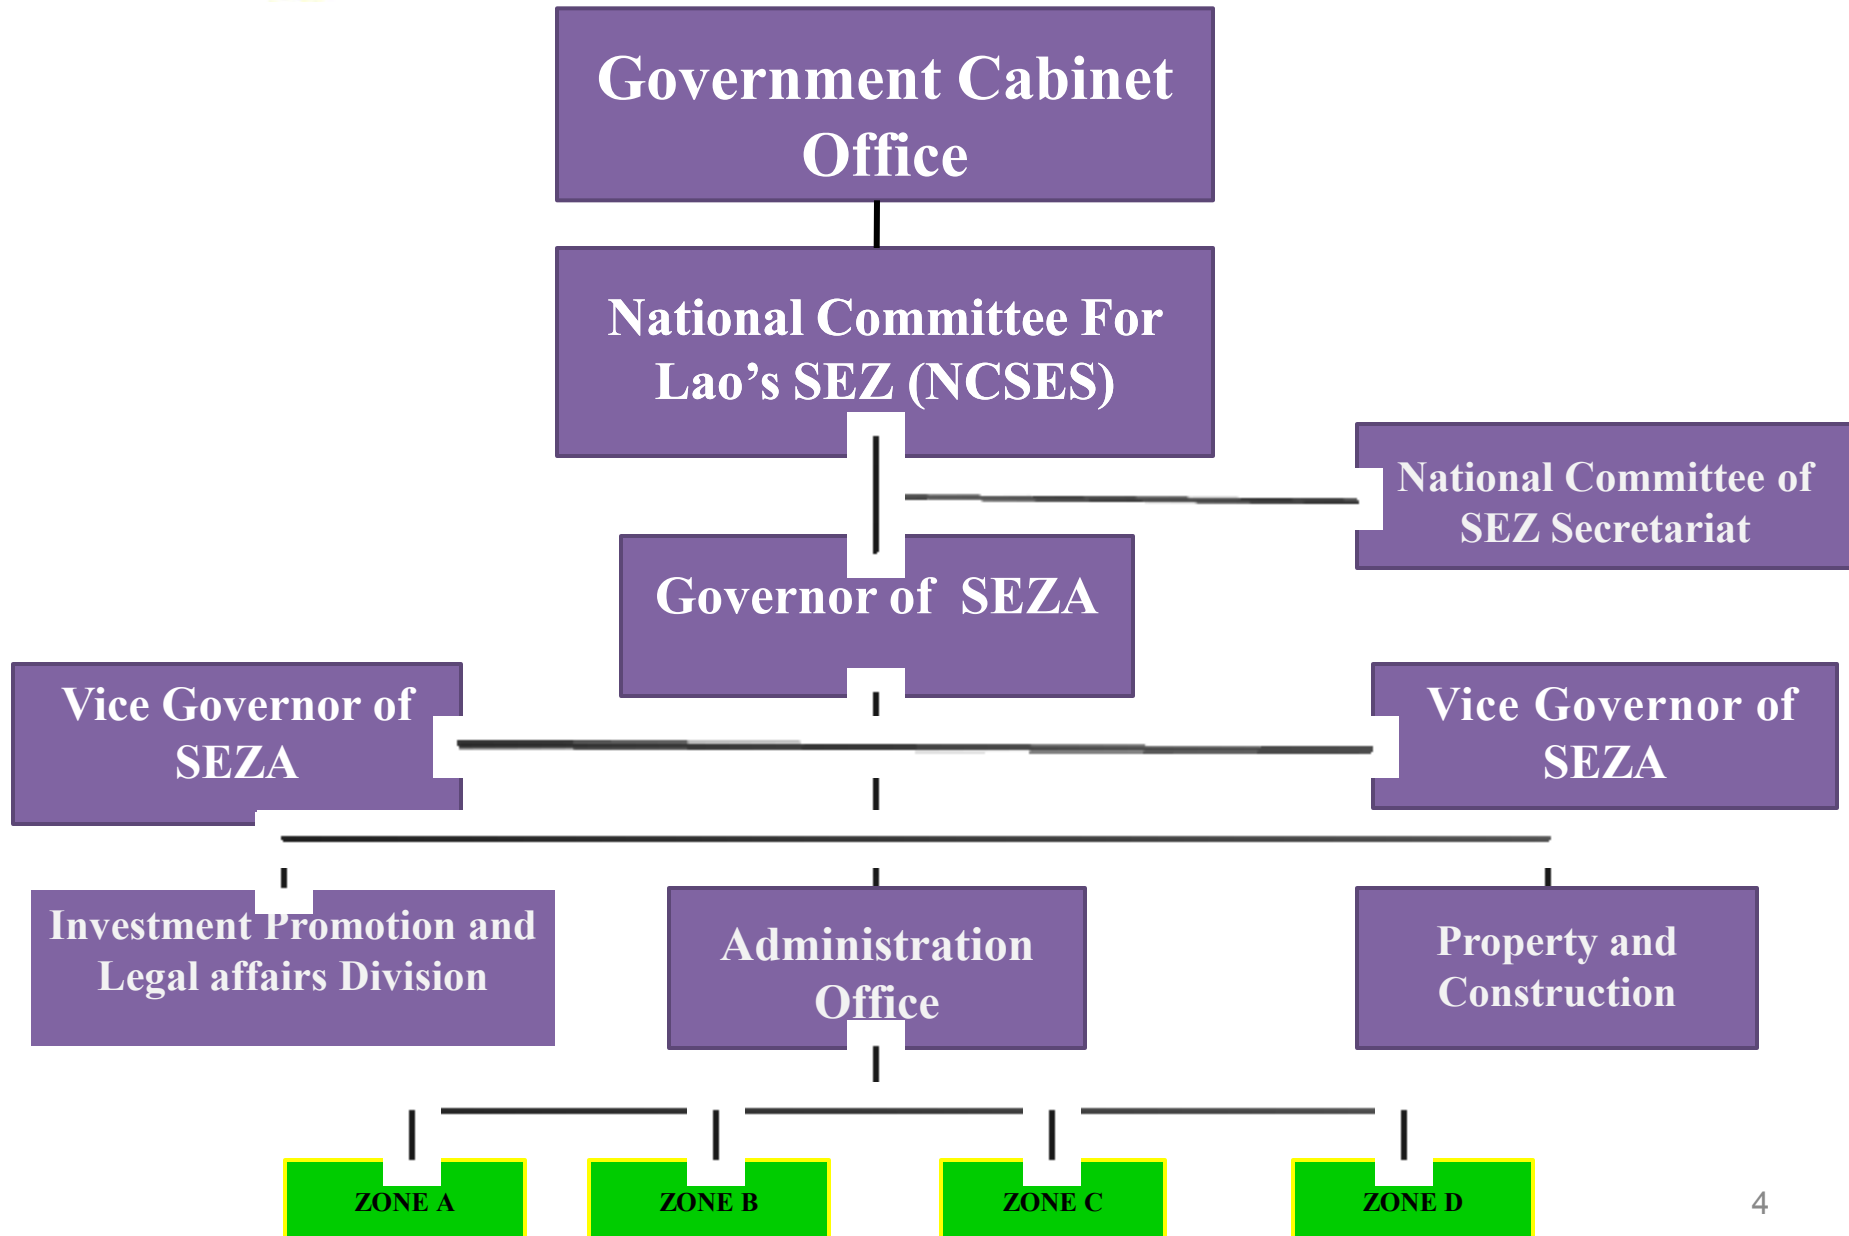 Government Cabinet
Office
National Committee For
Lao’s SEZ (NCSES)
National Committee of
SEZ Secretariat
Governor of SEZA
Vice Governor of
SEZA
Vice Governor of
SEZA
Investment Promotion and
Legal affairs Division
Administration
Office
Property and
Construction
ZONE A
ZONE B
ZONE C
ZONE D
4